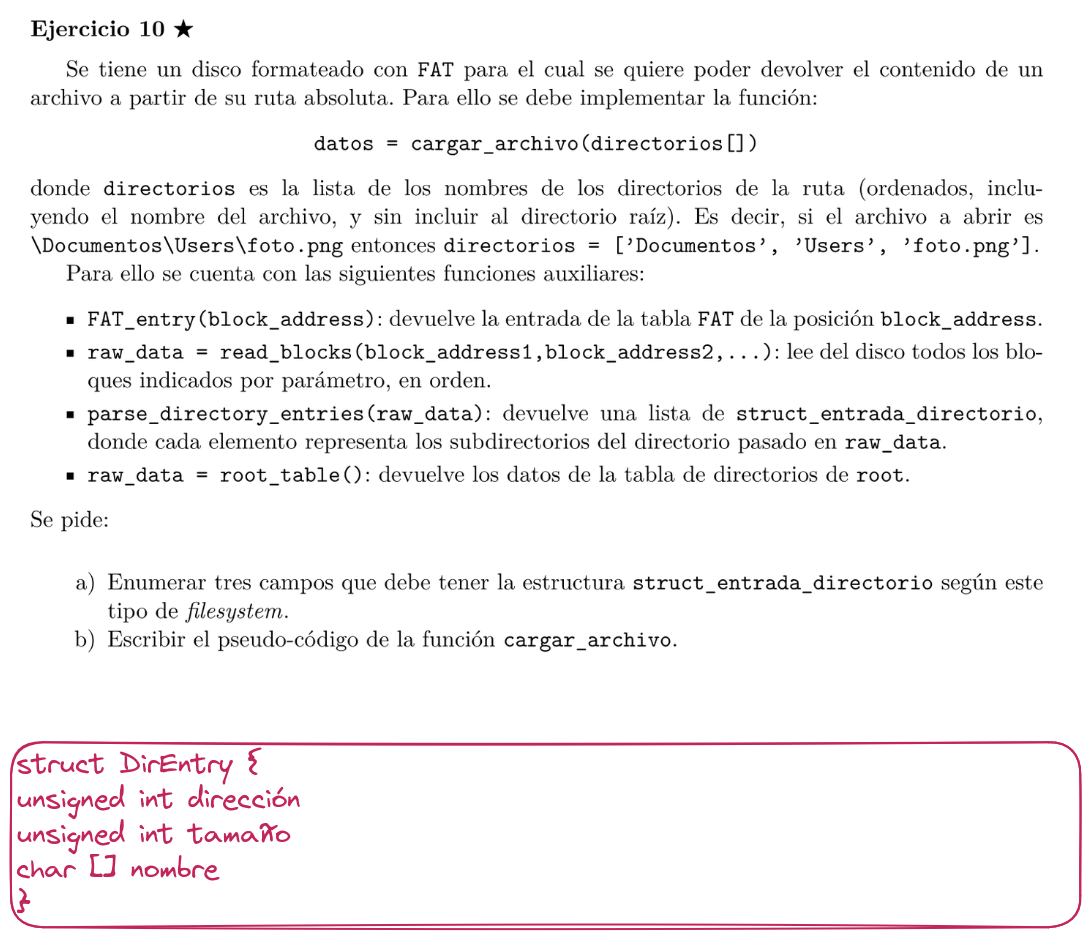 Ejercicio 10 ★
Se tiene un disco formateado con FAT para el cual se quiere poder devolver el contenido de un
archivo a partir de su ruta absoluta. Para ello se debe implementar la función:
datos = cargar_archivo(directorios[])
donde directorios es la lista de los nombres de los directorios de la ruta (ordenados, inclu-
yendo el nombre del archivo, y sin incluir al directorio raíz). Es decir, si el archivo a abrir es
\Documentos\Users\foto.png entonces directorios = ['Documentos', 'Users', 'foto.png'].
Para ello se cuenta con las siguientes funciones auxiliares:
▪ FAT_entry(block_address): devuelve la entrada de la tabla FAT de la posición block_address.
▪ raw_data = read_blocks(block_address1,block_address2,...): lee del disco todos los blo-
ques indicados por parámetro, en orden.
▪ parse_directory_entries(raw_data): devuelve una lista de struct_entrada_directorio,
donde cada elemento representa los subdirectorios del directorio pasado en raw_data.
▪ raw_data = root_table(): devuelve los datos de la tabla de directorios de root.
Se pide:
a) Enumerar tres campos que debe tener la estructura struct_entrada_directorio según este
tipo de filesystem.
b) Escribir el pseudo-código de la función cargar_archivo.
struct DirEntry {
unsigned int dirección
unsigned int tamaño
char [] nombre
}